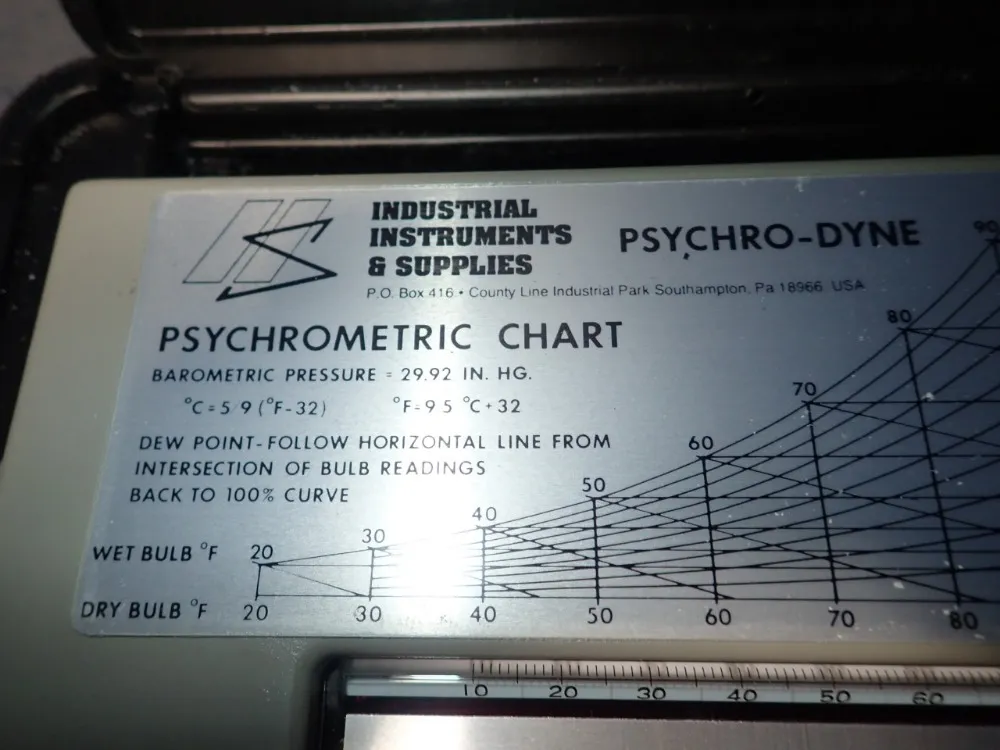 INDUSTRIAL
INSTRUMENTS
& SUPPLIES
PSYCHRO-DYNE
P.O. Box 416 • County Line Industrial Park Southampton, Pa 18966 USA
PSYCHROMETRIC CHART
BAROMETRIC PRESSURE = 29.92 IN. HG.
°C = 5 9 (°F-32) °F = 9 5 °C + 32
DEW POINT-FOLLOW HORIZONTAL LINE FROM
INTERSECTION OF BULB READINGS
BACK TO 100% CURVE
90
80
70
60
50
40
30
WET BULB °F 20
DRY BULB °F 20 30 40 50 60 70 80
10 20 30 40 50 60